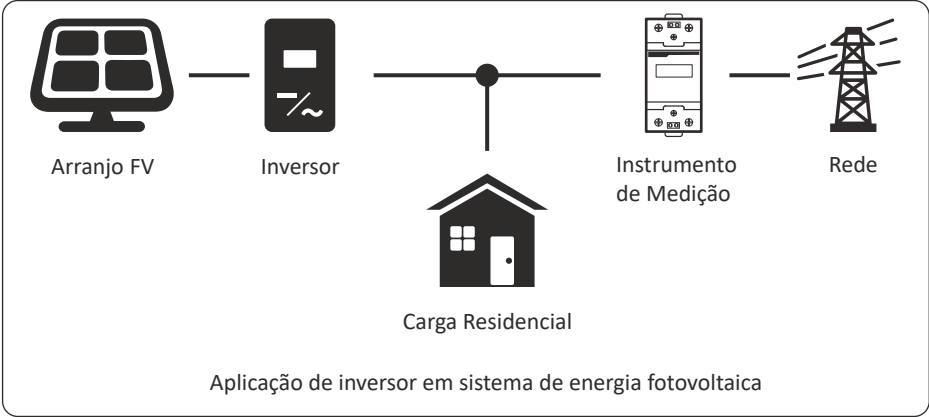 Arranjo FV
Inversor
Instrumento
de Medição
Rede
Carga Residencial
Aplicação de inversor em sistema de energia fotovoltaica